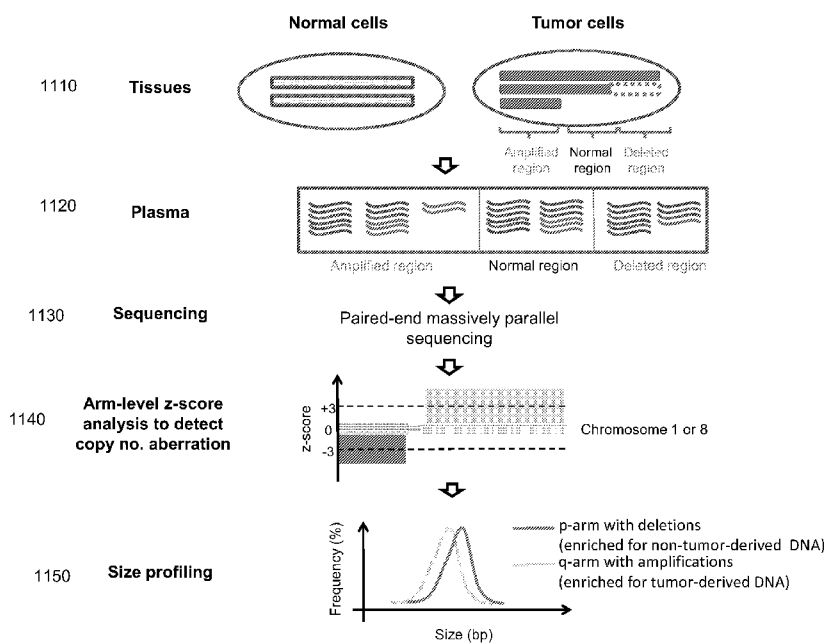 Normal cells
Tumor cells
1110
Tissues
Amplified region
Normal region
Deleted region
1120
Plasma
Amplified region
Normal region
Deleted region
1130
Sequencing
Paired-end massively parallel
sequencing
1140
Arm-level z-score
analysis to detect
copy no. aberration
z-score
+3
0
-3
Chromosome 1 or 8
1150
Size profiling
Frequency (%)
Size (bp)
p-arm with deletions
(enriched for non-tumor-derived DNA)
q-arm with amplifications
(enriched for tumor-derived DNA)